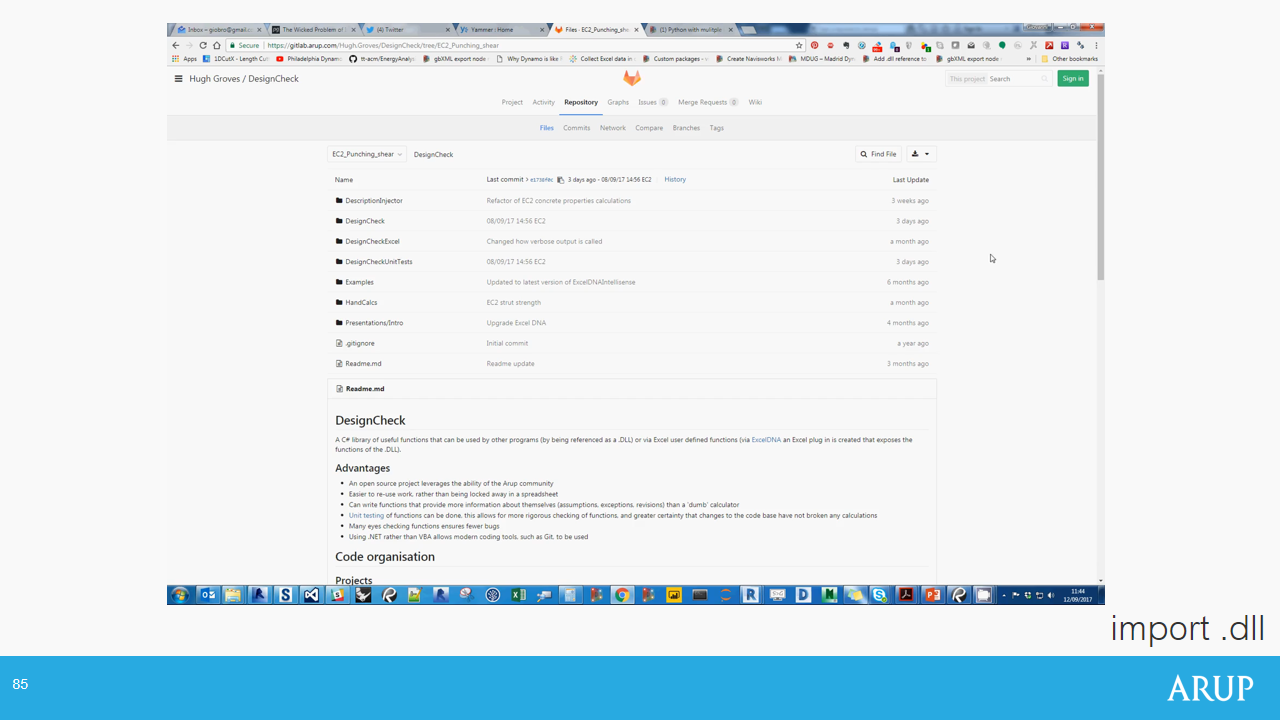 Inbox – giobro@gmail.c
The Wicked Problem of
(4) Twitter
Yammer : Home
Files · EC2_Punching_she
(1) Python with mulitple
Secure
https://gitlab.arup.com/Hugh.Groves/DesignCheck/tree/EC2_Punching_shear
Apps
1DCutX - Length Cut
Philadelphia Dynamo
tt-acm/EnergyAnalys
gbXML export node
Why Dynamo is like
Collect Excel data in
Custom packages -
Create Navisworks M
MDUG – Madrid Dyn
Add .dll reference to
gbXML export node
»
Other bookmarks
Hugh Groves / DesignCheck
This project
Search
Sign in
Project
Activity
Repository
Graphs
Issues 0
Merge Requests 0
Wiki
Files
Commits
Network
Compare
Branches
Tags
EC2_Punching_shear
DesignCheck
Find File
Name
Last commit > e1738f0c 3 days ago - 08/09/17 14:56 EC2
History
Last Update
DescriptionInjector
Refactor of EC2 concrete properties calculations
3 weeks ago
DesignCheck
08/09/17 14:56 EC2
3 days ago
DesignCheckExcel
Changed how verbose output is called
a month ago
DesignCheckUnitTests
08/09/17 14:56 EC2
3 days ago
Examples
Updated to latest version of ExcelDNAIntellisense
6 months ago
HandCalcs
EC2 strut strength
a month ago
Presentations/Intro
Upgrade Excel DNA
4 months ago
.gitignore
Initial commit
a year ago
Readme.md
Readme update
3 months ago
Readme.md
DesignCheck
A C# library of useful functions that can be used by other programs (by being referenced as a .DLL) or via Excel user defined functions (via ExcelDNA an Excel plug in is created that exposes the
functions of the .DLL).
Advantages
• An open source project leverages the ability of the Arup community
• Easier to re-use work, rather than being locked away in a spreadsheet
• Can write functions that provide more information about themselves (assumptions, exceptions, revisions) than a 'dumb' calculator
• Unit testing of functions can be done, this allows for more rigorous checking of functions, and greater certainty that changes to the code base have not broken any calculations
• Many eyes checking functions ensures fewer bugs
• Using .NET rather than VBA allows modern coding tools, such as Git, to be used
Code organisation
Projects
11:44
12/09/2017
import .dll
85
ARUP